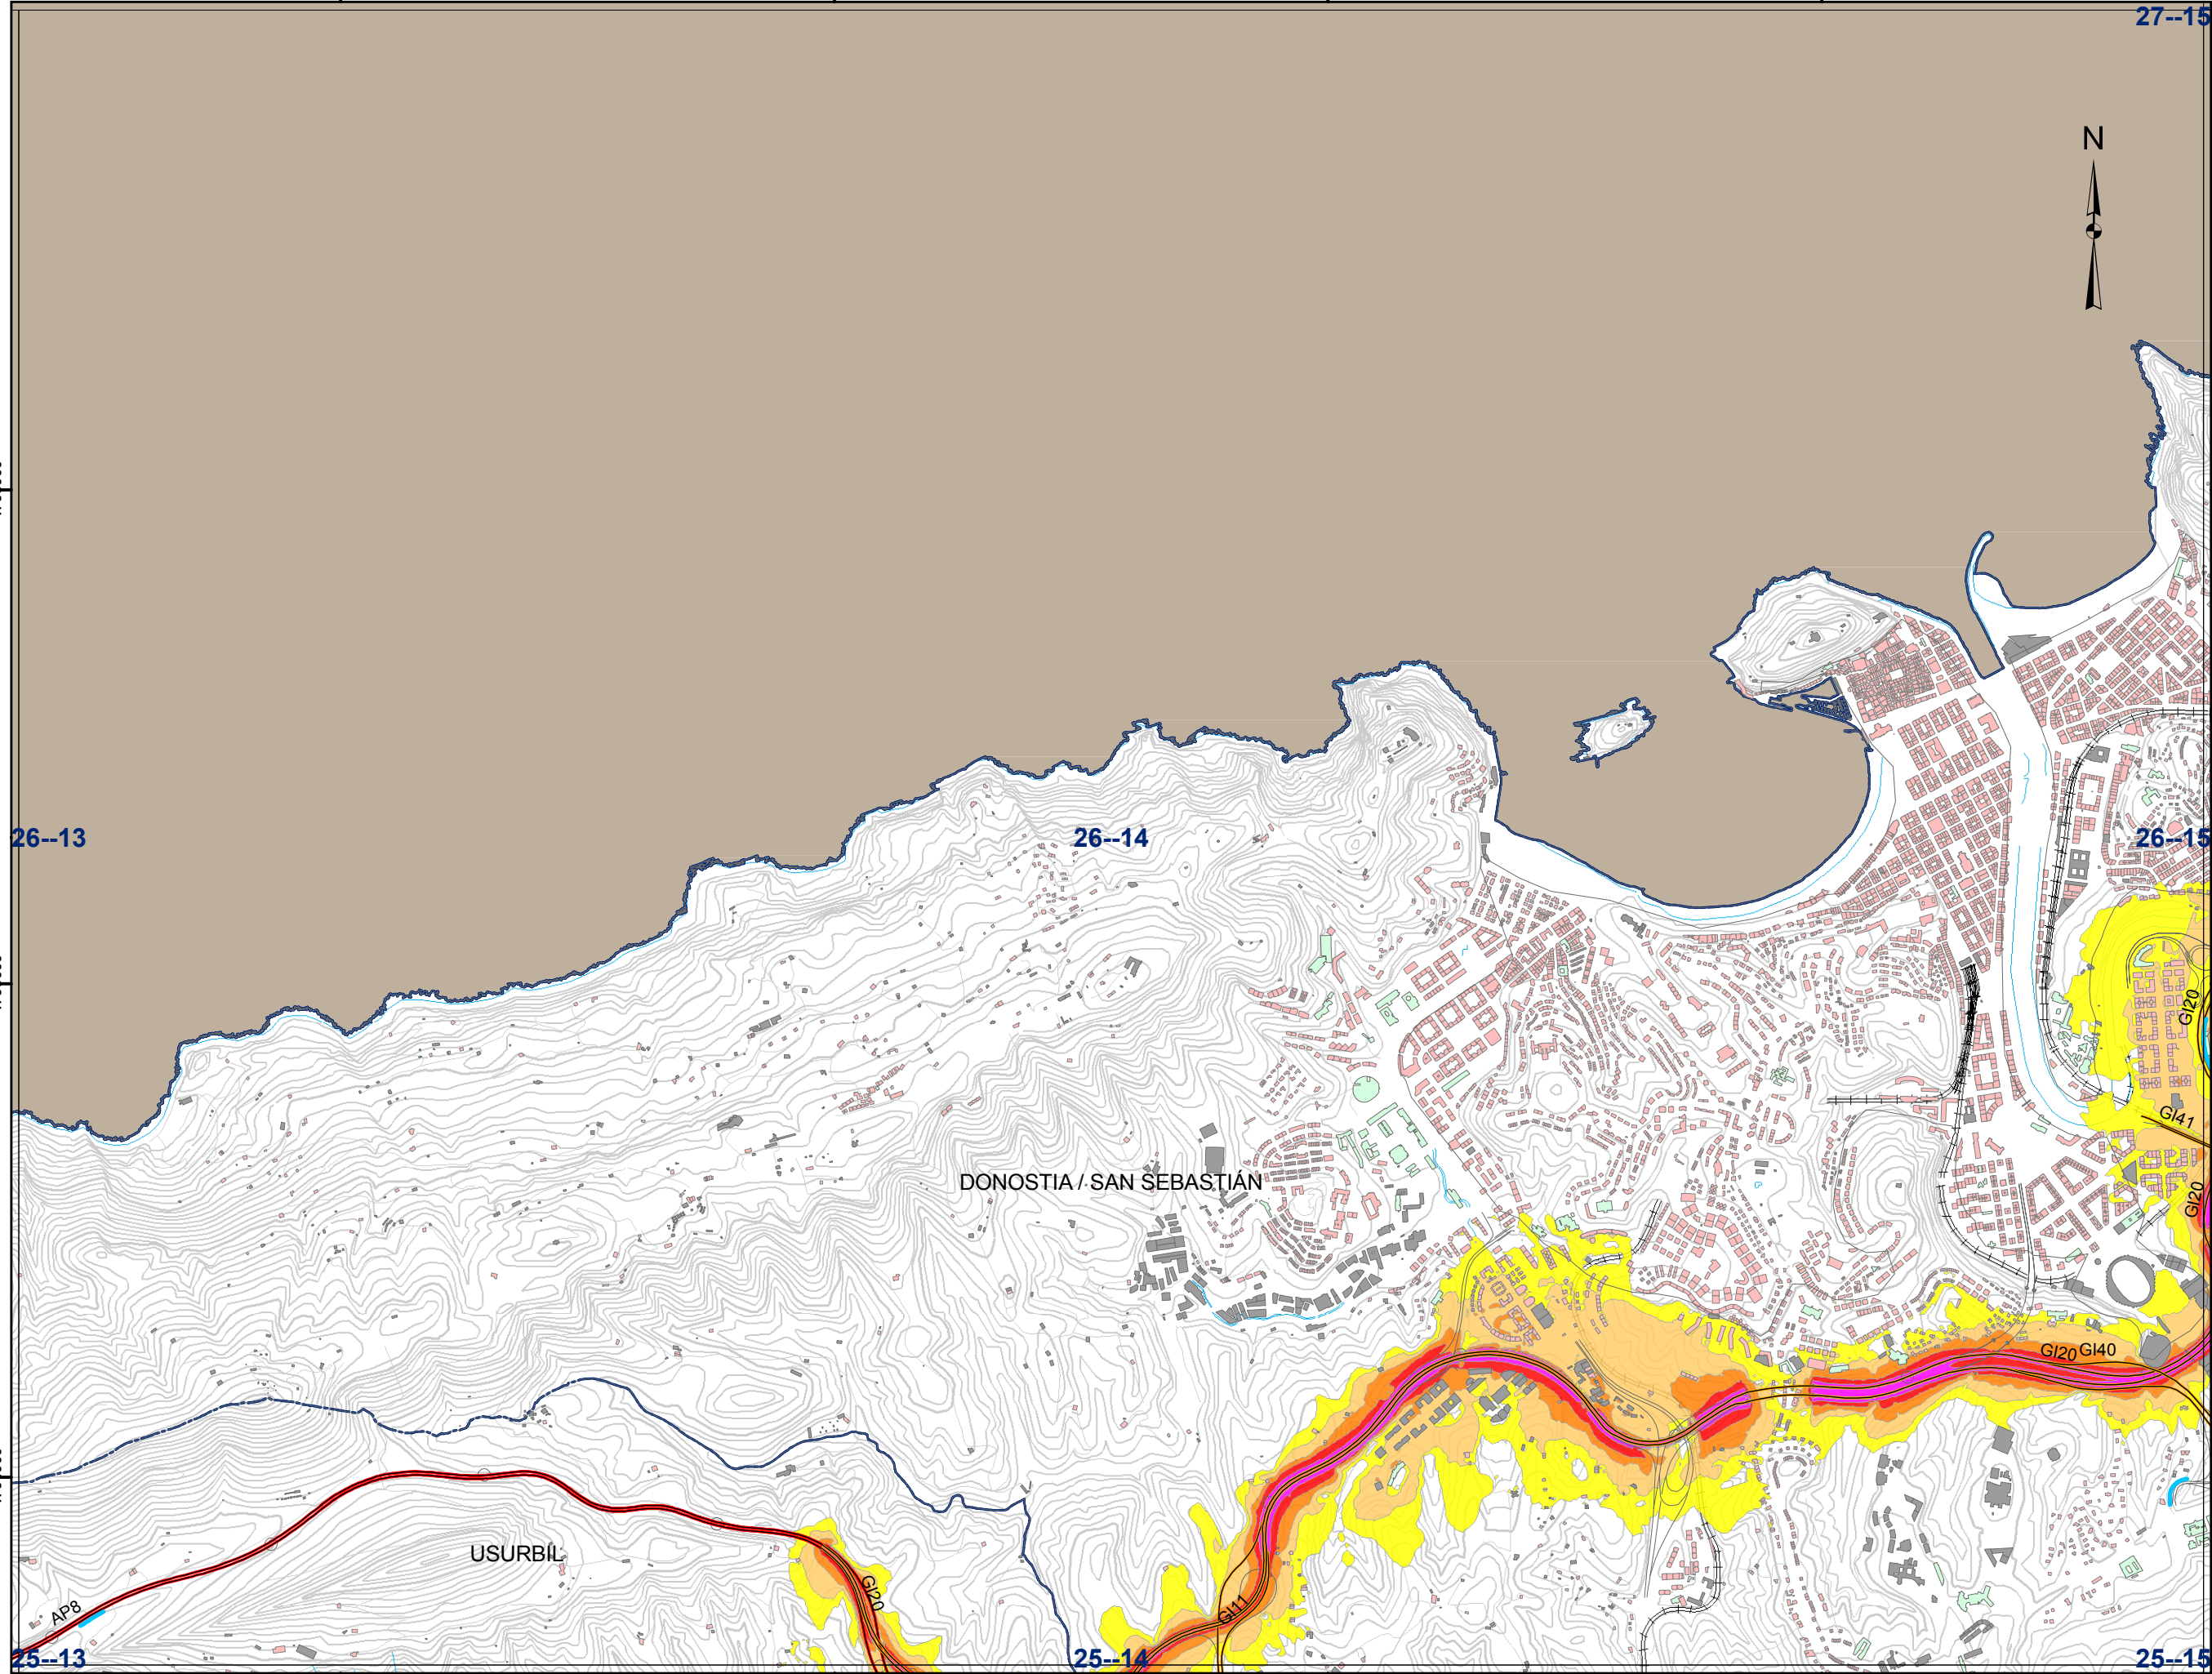 27--15
N
26--13
26--14
26--15
GI20
GI41
DONOSTIA / SAN SEBASTIÁN
GI20
GI20 GI40
USURBIL
GI20
AP8
GI11
25--13
25--14
25--15